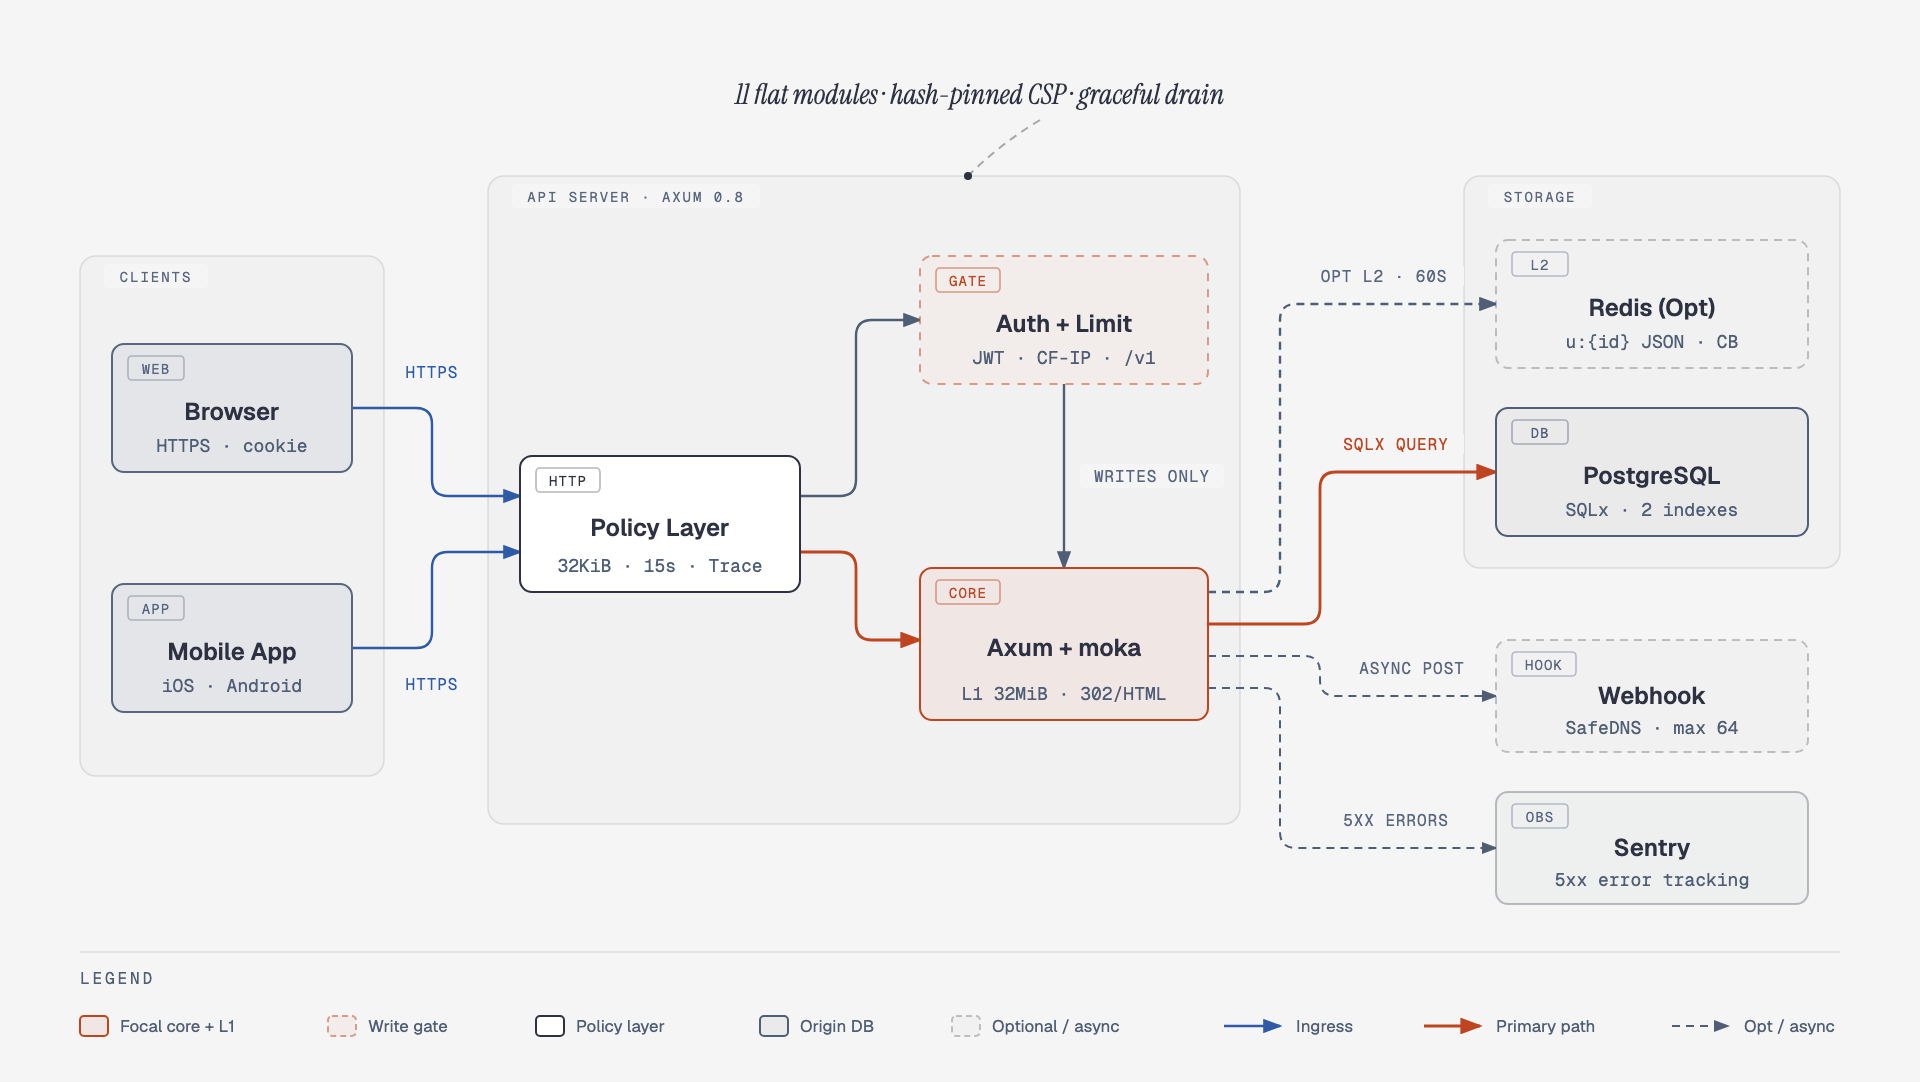 11 flat modules · hash-pinned CSP · graceful drain
API SERVER · AXUM 0.8
STORAGE
CLIENTS
WEB
Browser
HTTPS · cookie
HTTPS
APP
Mobile App
iOS · Android
HTTPS
HTTP
Policy Layer
32KiB · 15s · Trace
GATE
Auth + Limit
JWT · CF-IP · /v1
WRITES ONLY
CORE
Axum + moka
L1 32MiB · 302/HTML
OPT L2 · 60S
L2
Redis (Opt)
u:{id} JSON · CB
SQLX QUERY
DB
PostgreSQL
SQLx · 2 indexes
ASYNC POST
HOOK
Webhook
SafeDNS · max 64
5XX ERRORS
OBS
Sentry
5xx error tracking
LEGEND
Focal core + L1
Write gate
Policy layer
Origin DB
Optional / async
Ingress
Primary path
Opt / async